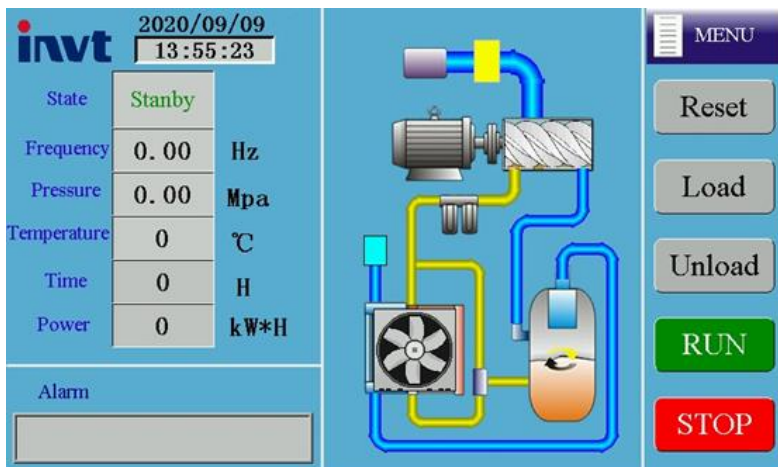 invt
2020/09/09
13:55:23
State Stanby
Frequency 0.00 Hz
Pressure 0.00 Mpa
Temperature 0 ℃
Time 0 H
Power 0 kW*H
Alarm
MENU
Reset
Load
Unload
RUN
STOP